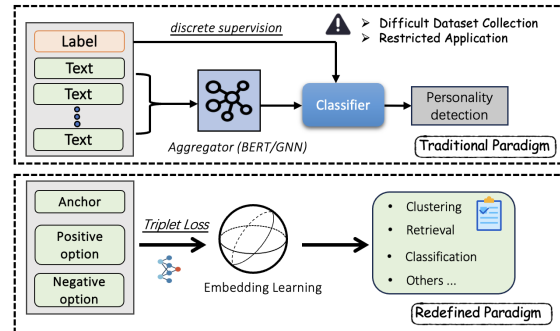 Label
Text
Text
Text
discrete supervision
Aggregator (BERT/GNN)
Classifier
➢ Difficult Dataset Collection
➢ Restricted Application
Personality
detection
Traditional Paradigm
Anchor
Positive
option
Negative
option
Triplet Loss
Embedding Learning
• Clustering
• Retrieval
• Classification
• Others ...
Redefined Paradigm